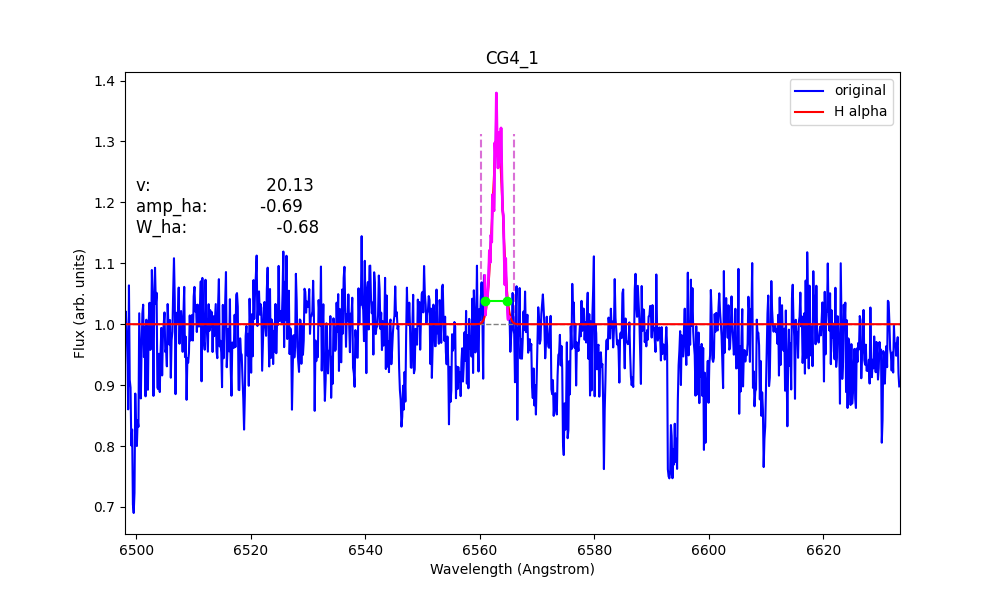 CG4_1
original
H alpha
v: 20.13
amp_ha: -0.69
W_ha: -0.68
Flux (arb. units)
1.4
1.3
1.2
1.1
1.0
0.9
0.8
0.7
6500 6520 6540 6560 6580 6600 6620
Wavelength (Angstrom)